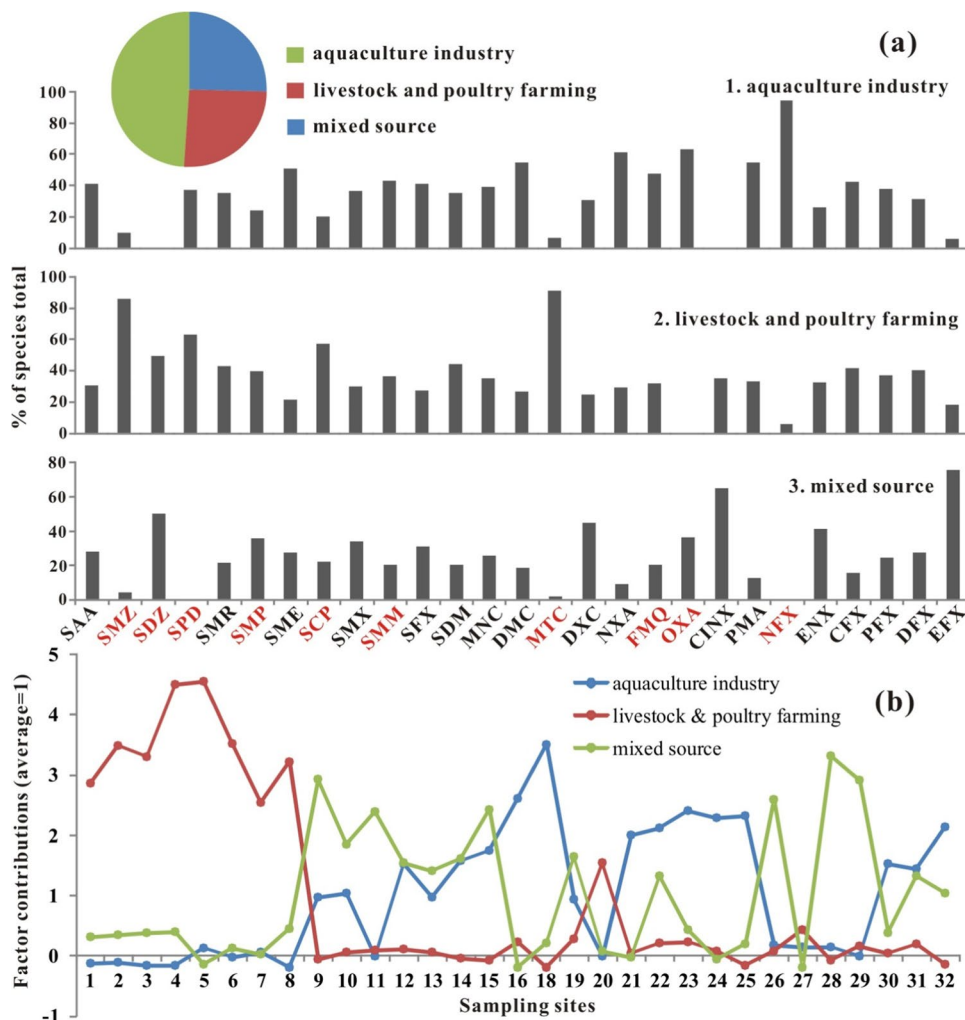 (a)
aquaculture industry
livestock and poultry farming
mixed source
% of species total
1. aquaculture industry
100
80
60
40
20
0
2. livestock and poultry farming
100
80
60
40
20
0
3. mixed source
80
60
40
20
0
SAA SMZ SDZ SPD SMR SMP SME SCP SMX SMM SFX SDM MNC DMC MTC DXC NXA FMQ OXA CINX PMA NFX ENX CFX PFX DFX EFX
(b)
aquaculture industry
livestock & poultry farming
mixed source
Factor contributions (average=1)
5
4
3
2
1
0
-1
1 2 3 4 5 6 7 8 9 10 11 12 13 14 15 16 18 19 20 21 22 23 24 25 26 27 28 29 30 31 32
Sampling sites